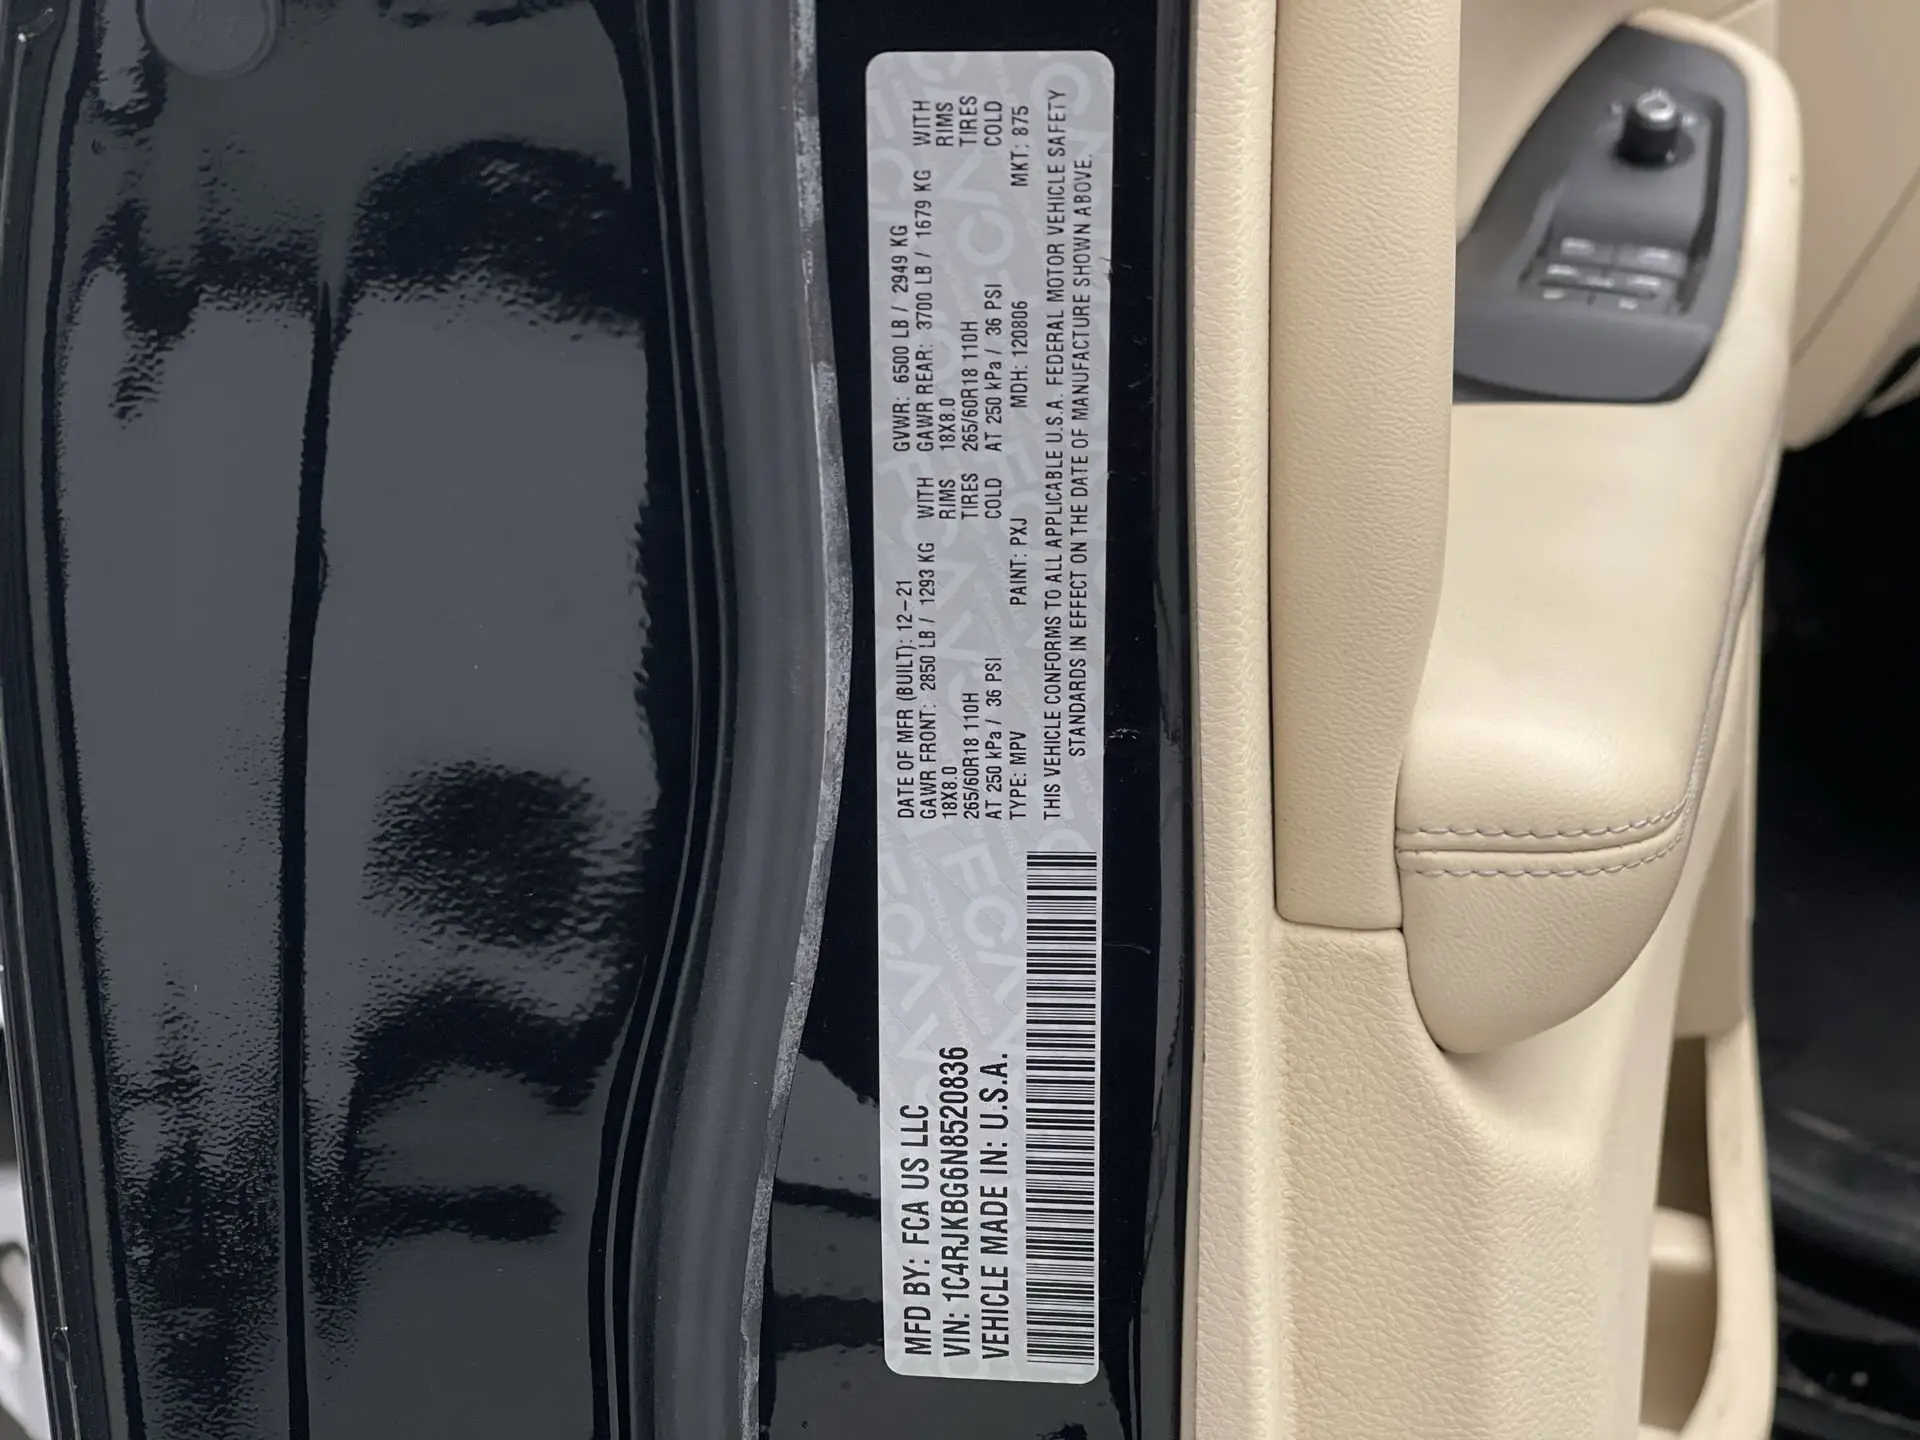 MFD BY: FCA US LLC
VIN: 1C4RJKBG6N8520836
VEHICLE MADE IN: U.S.A.
DATE OF MFR (BUILT): 12-21 GVWR: 6500 LB / 2949 KG
GAWR FRONT: 2850 LB / 1293 KG WITH GAWR REAR: 3700 LB / 1679 KG WITH
18X8.0 RIMS 18X8.0 RIMS
265/60R18 110H TIRES 265/60R18 110H TIRES
AT 250 kPa / 36 PSI COLD AT 250 kPa / 36 PSI COLD
TYPE: MPV PAINT: PXJ MDH: 120806 MKT: 875
THIS VEHICLE CONFORMS TO ALL APPLICABLE U.S.A. FEDERAL MOTOR VEHICLE SAFETY
STANDARDS IN EFFECT ON THE DATE OF MANUFACTURE SHOWN ABOVE.